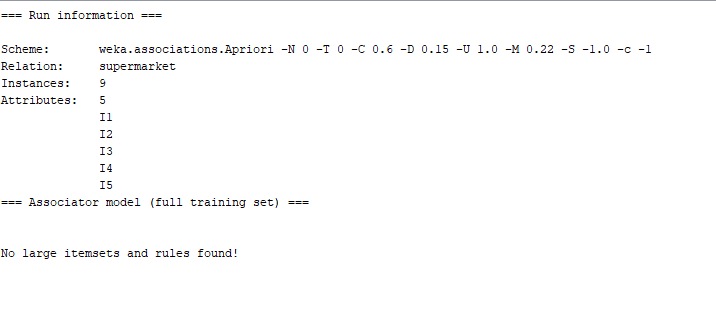 === Run information ===
Scheme: weka.associations.Apriori -N 0 -T 0 -C 0.6 -D 0.15 -U 1.0 -M 0.22 -S -1.0 -c -1
Relation: supermarket
Instances: 9
Attributes: 5
I1
I2
I3
I4
I5
=== Associator model (full training set) ===
No large itemsets and rules found!